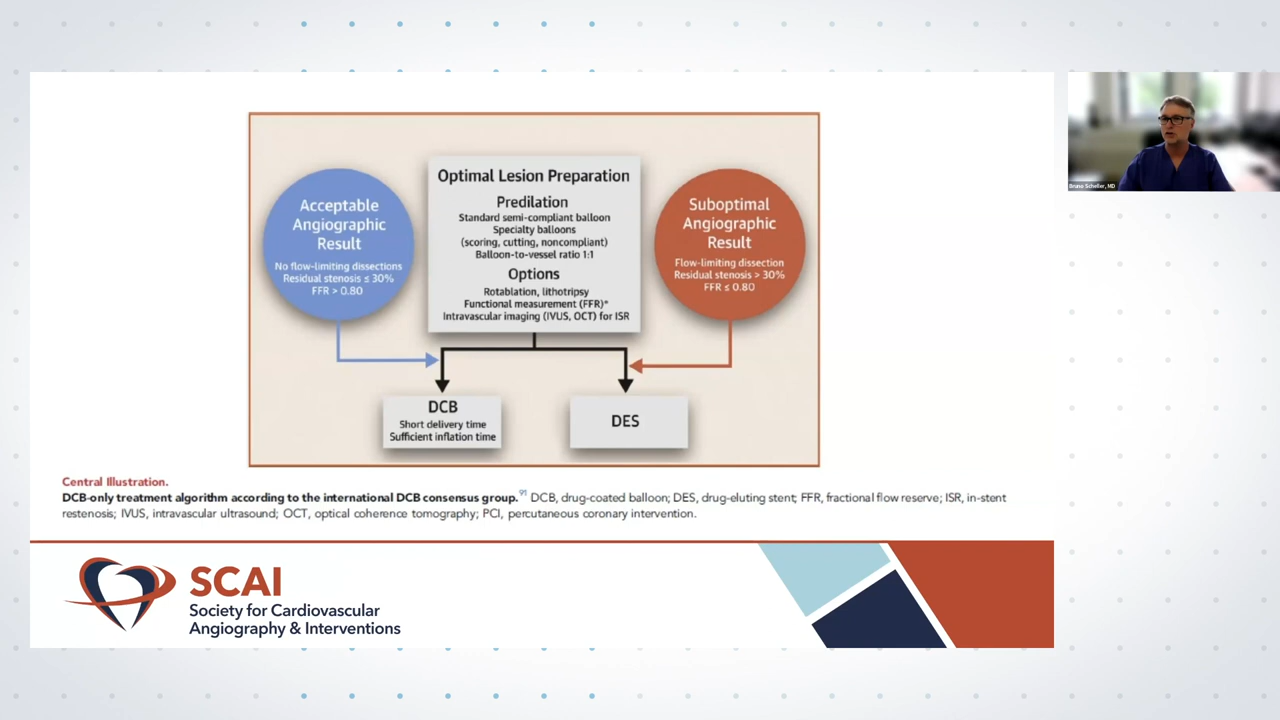 Acceptable
Angiographic
Result
No flow-limiting dissections
Residual stenosis ≤ 30%
FFR > 0.80
Optimal Lesion Preparation
Predilation
Standard semi-compliant balloon
Specialty balloons
(scoring, cutting, noncompliant)
Balloon-to-vessel ratio 1:1
Options
Rotablation, lithotripsy
Functional measurement (FFR)*
Intravascular imaging (IVUS, OCT) for ISR
Suboptimal
Angiographic
Result
Flow-limiting dissection
Residual stenosis > 30%
FFR ≤ 0.80
DCB
Short delivery time
Sufficient inflation time
DES
Central Illustration.
DCB-only treatment algorithm according to the international DCB consensus group.91 DCB, drug-coated balloon; DES, drug-eluting stent; FFR, fractional flow reserve; ISR, in-stent
restenosis; IVUS, intravascular ultrasound; OCT, optical coherence tomography; PCI, percutaneous coronary intervention.
SCAI
Society for Cardiovascular
Angiography & Interventions
Bruno Scheller, MD